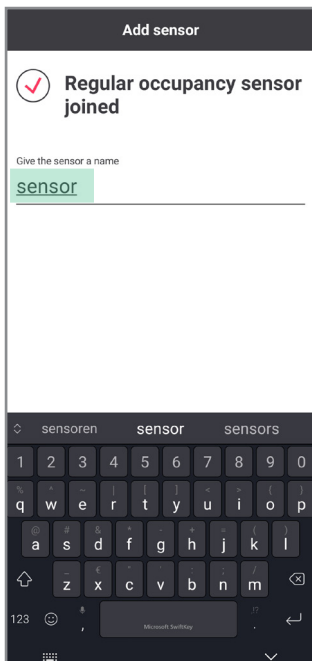 Add sensor
Regular occupancy sensor
joined
Give the sensor a name
sensor
sensoren sensor sensors
1 2 3 4 5 6 7 8 9 0
% ^ ~ | [ ] < > { }
q w e r t y u i o p
@ # & * - + = ( )
a s d f g h j k l
_ € " ' : ; /
z x c v b n m
123 , Microsoft SwiftKey !? .